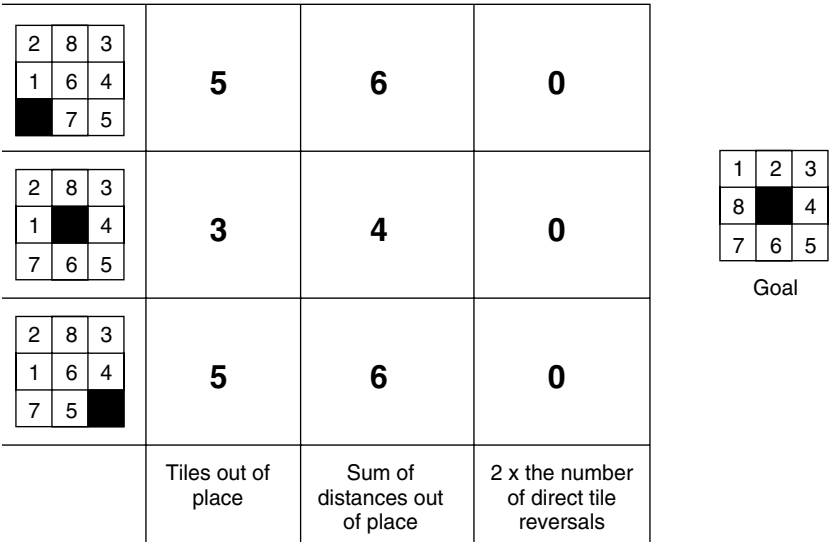 2 8 3
1 6 4
7 5
5 6 0
2 8 3
1 4
7 6 5
3 4 0
1 2 3
8 4
7 6 5
Goal
2 8 3
1 6 4
7 5
5 6 0
Tiles out of
place
Sum of
distances out
of place
2 x the number
of direct tile
reversals